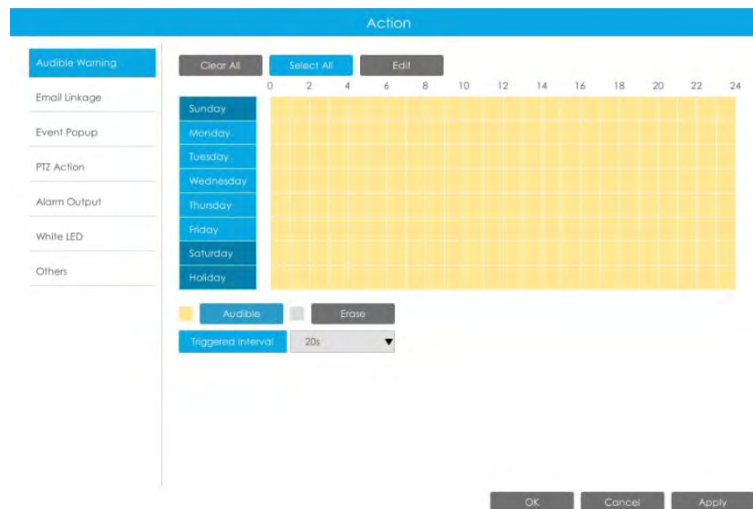 Action
Audible Warning
Email Linkage
Event Popup
PTZ Action
Alarm Output
White LED
Others
Clear All Select All Edit
0 2 4 6 8 10 12 14 16 18 20 22 24
Sunday
Monday
Tuesday
Wednesday
Thursday
Friday
Saturday
Holiday
Audible Erase
Triggered Interval 20s
OK Cancel Apply